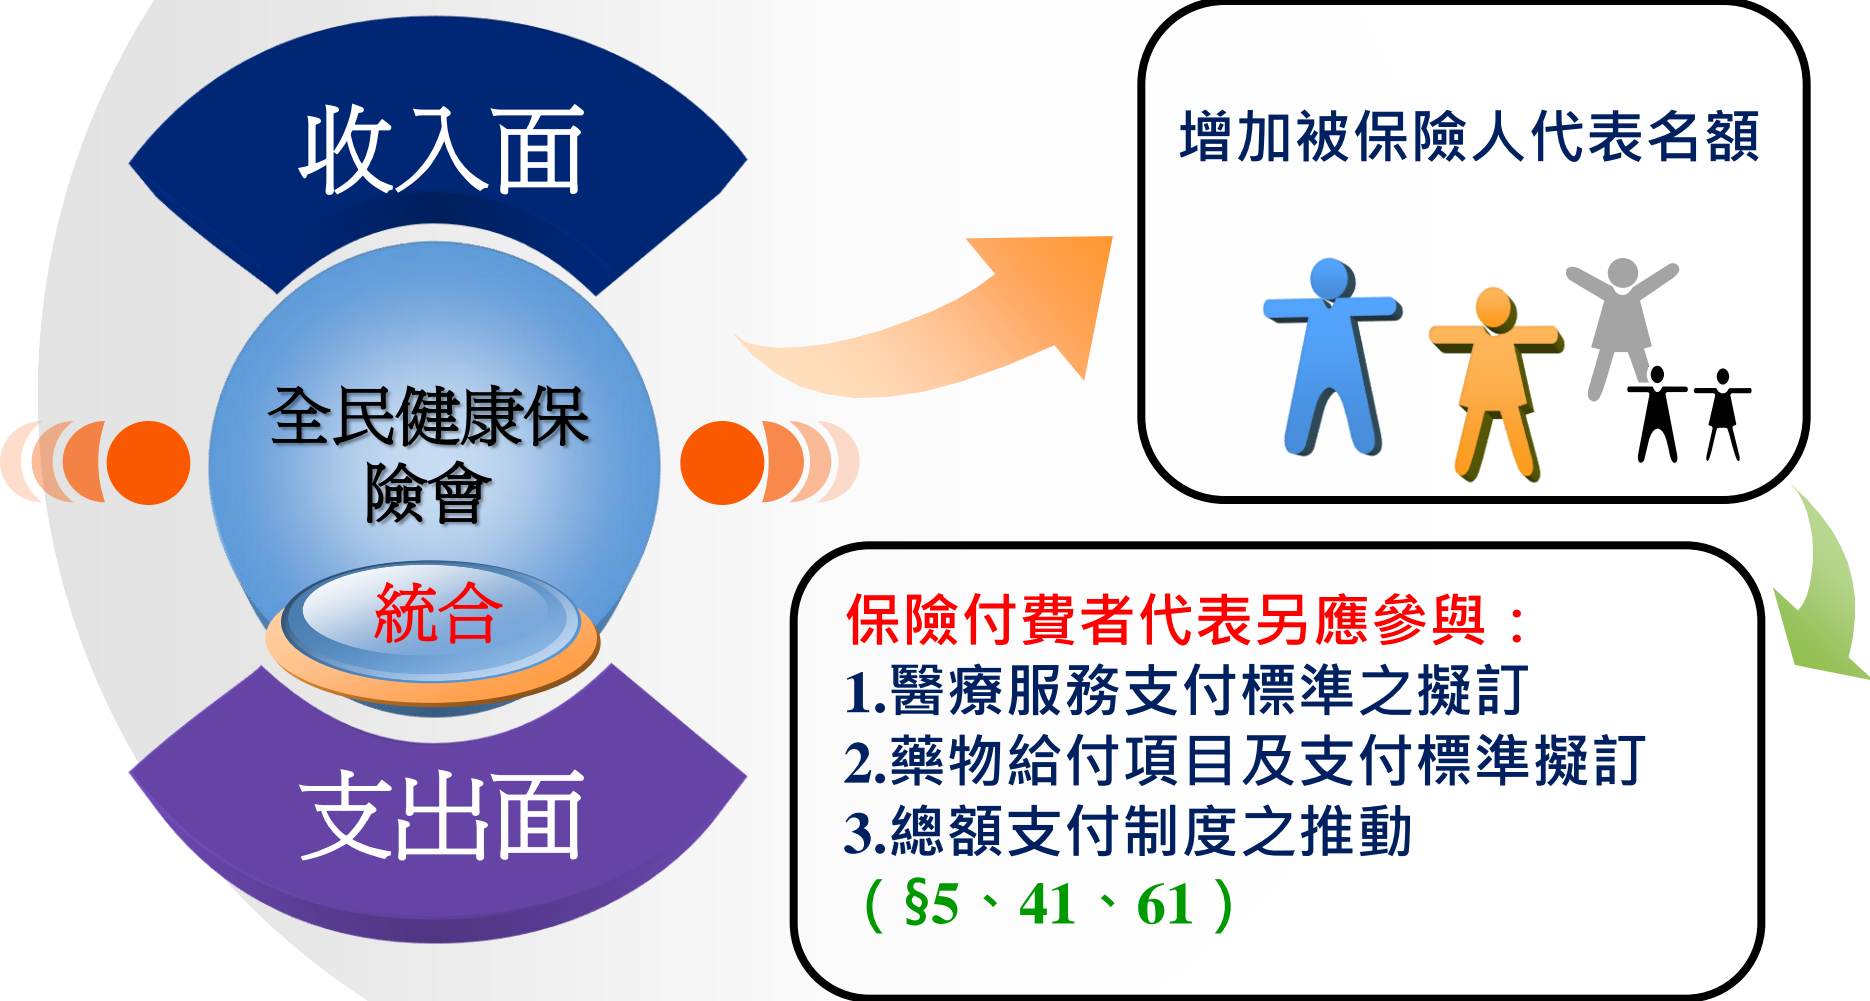 收入面
全民健康保
險會
統合
支出面
增加被保險人代表名額
保險付費者代表另應參與：
1.醫療服務支付標準之擬訂
2.藥物給付項目及支付標準擬訂
3.總額支付制度之推動
（§5、41、61）